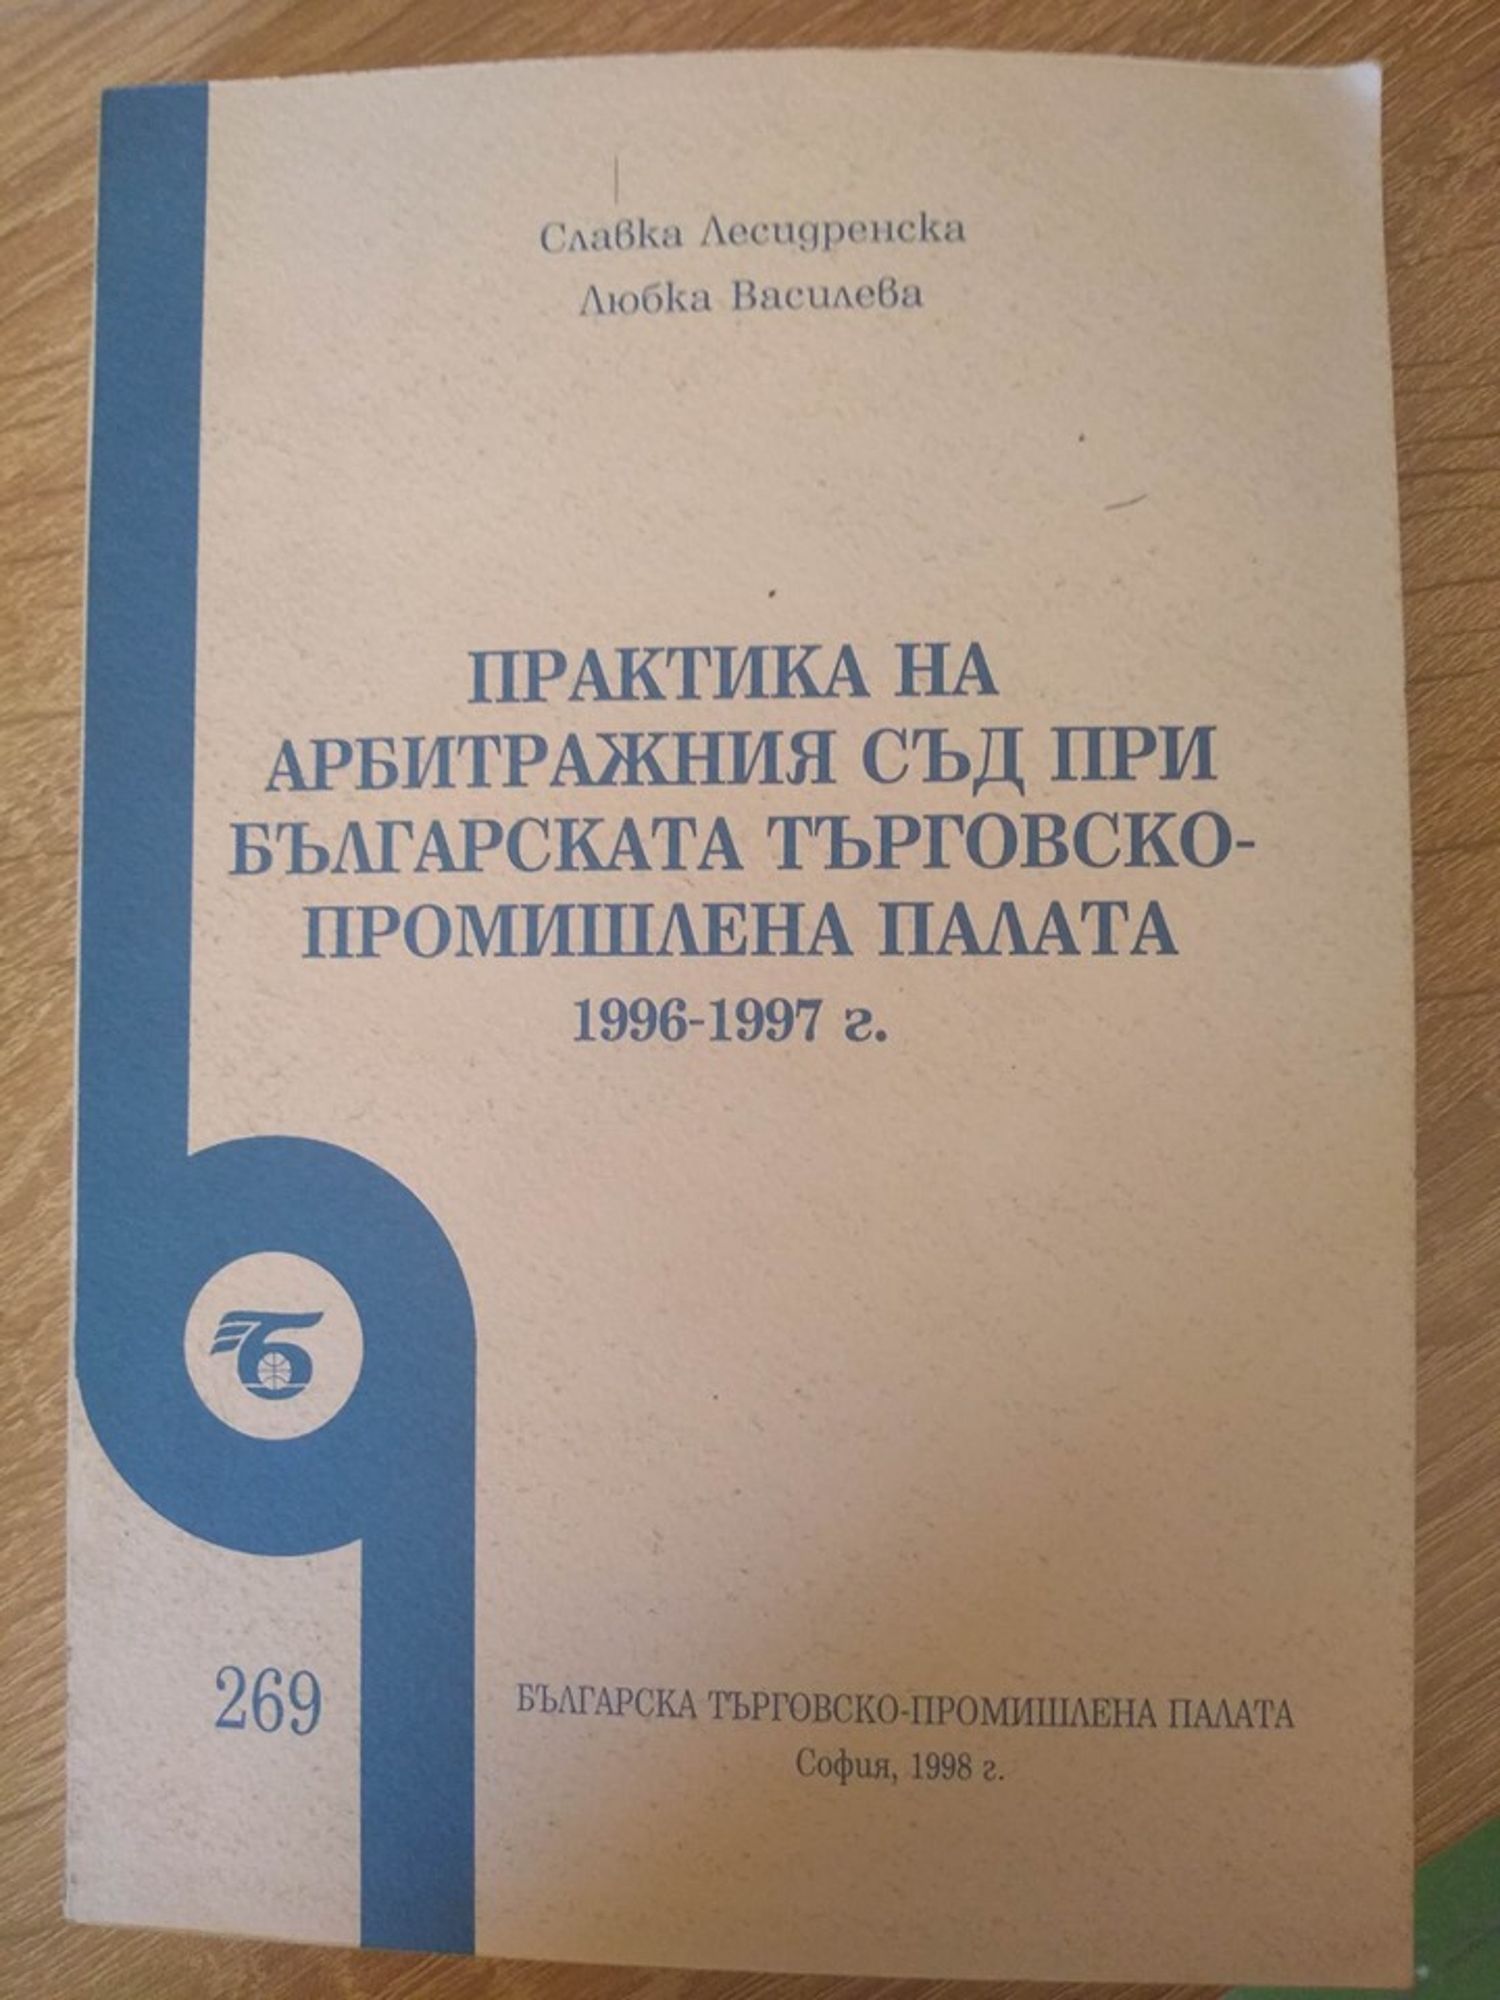 Славка Лесидренска
Любка Василева
ПРАКТИКА НА
АРБИТРАЖНИЯ СЪД ПРИ
БЪЛГАРСКАТА ТЪРГОВСКО-
ПРОМИШЛЕНА ПАЛАТА
1996-1997 г.
269
БЪЛГАРСКА ТЪРГОВСКО-ПРОМИШЛЕНА ПАЛАТА
София, 1998 г.